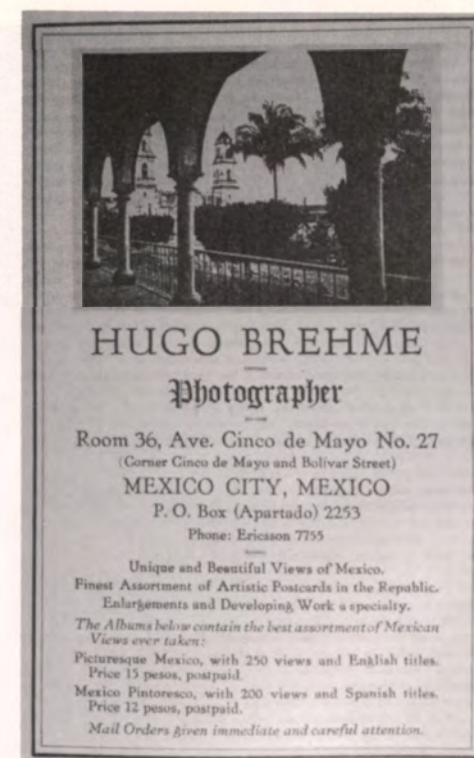 HUGO BREHME
Photographer
Room 36, Ave. Cinco de Mayo No. 27
(Corner Cinco de Mayo and Bolívar Street)
MEXICO CITY, MEXICO
P. O. Box (Apartado) 2253
Phone: Ericsson 7755
Unique and Beautiful Views of Mexico.
Finest Assortment of Artistic Postcards in the Republic.
Enlargements and Developing Work a specialty.
The Albums below contain the best assortment of Mexican
Views ever taken:
Picturesque Mexico, with 250 views and English titles.
Price 15 pesos, postpaid.
Mexico Pintoresco, with 200 views and Spanish titles.
Price 12 pesos, postpaid.
Mail Orders given immediate and careful attention.